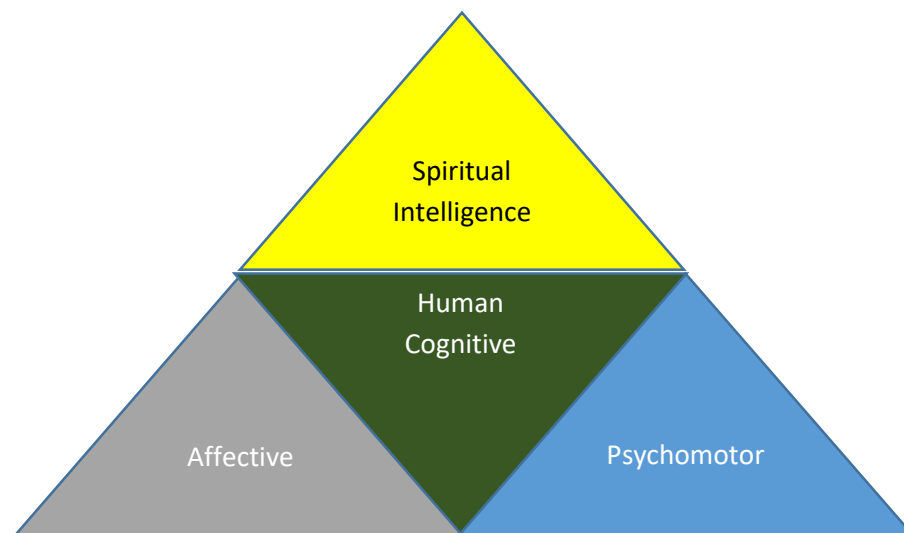 Spiritual
Intelligence
Human
Cognitive
Affective
Psychomotor